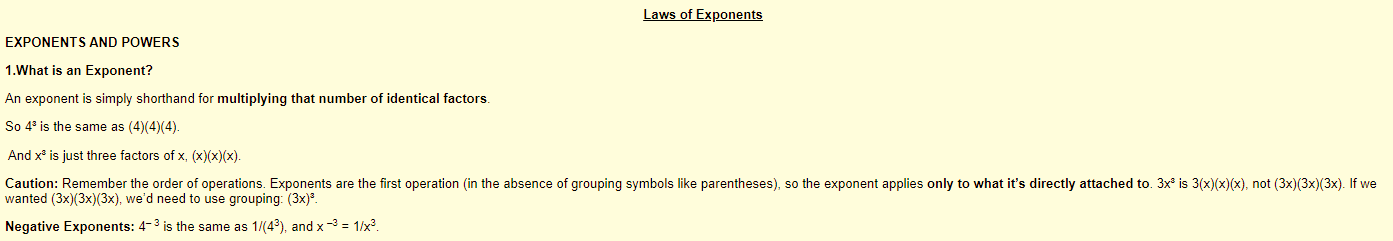 Laws of Exponents
EXPONENTS AND POWERS
1.What is an Exponent?
An exponent is simply shorthand for multiplying that number of identical factors.
So 4³ is the same as (4)(4)(4).
And x³ is just three factors of x, (x)(x)(x).
Caution: Remember the order of operations. Exponents are the first operation (in the absence of grouping symbols like parentheses), so the exponent applies only to what it's directly attached to. 3x³ is 3(x)(x)(x), not (3x)(3x)(3x). If we
wanted (3x)(3x)(3x), we'd need to use grouping: (3x)³.
Negative Exponents: 4⁻³ is the same as 1/(4³), and x⁻³ = 1/x³.